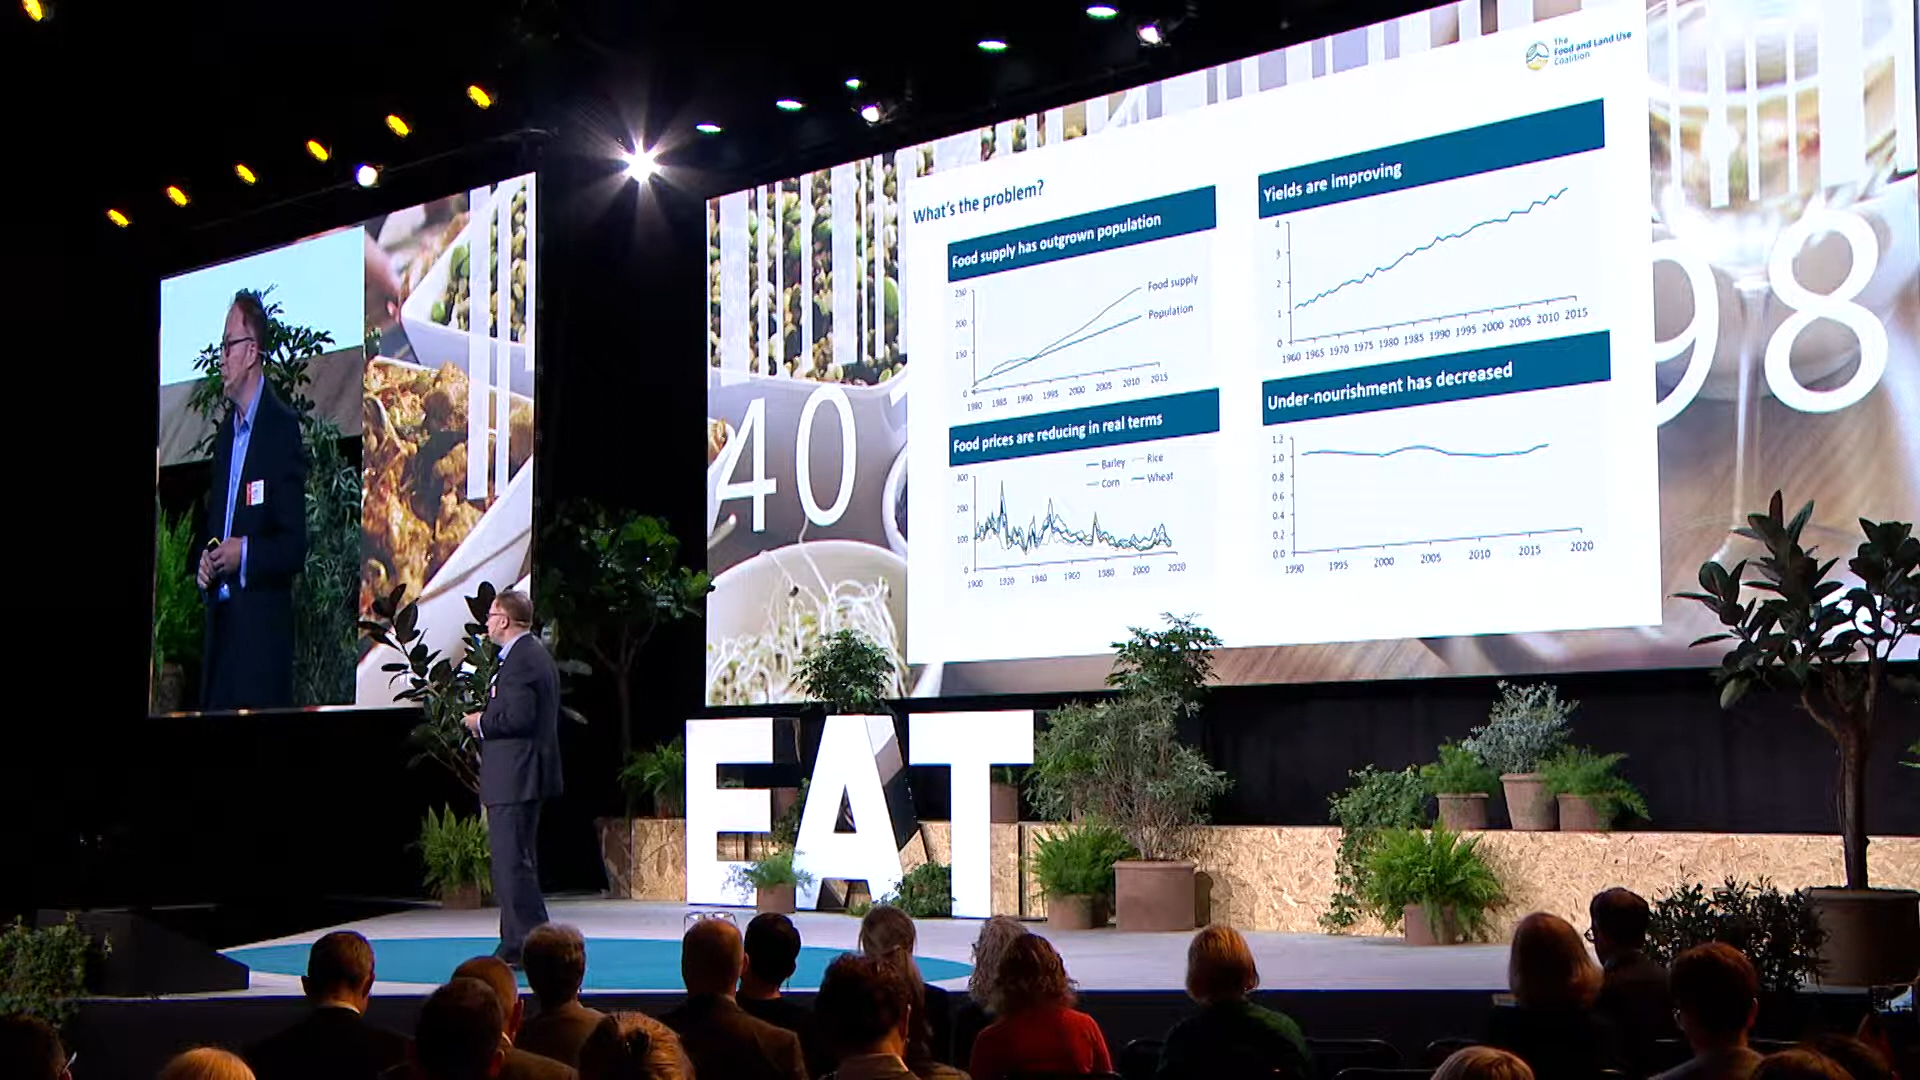 The
Food and Land Use
Coalition
What's the problem?
Food supply has outgrown population
250
200
150
0
Food supply
Population
1980 1985 1990 1995 2000 2005 2010 2015
Yields are improving
4
3
2
1
0
1960 1965 1970 1975 1980 1985 1990 1995 2000 2005 2010 2015
Food prices are reducing in real terms
300
200
100
0
Barley Rice
Corn Wheat
1900 1920 1940 1960 1980 2000 2020
Under-nourishment has decreased
1.2
1.0
0.8
0.6
0.4
0.2
0.0
1990 1995 2000 2005 2010 2015 2020
40
98
EAT